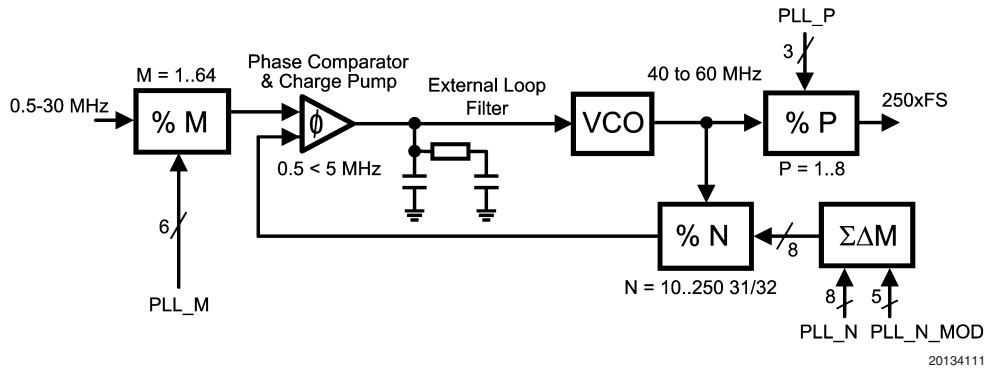 PLL_P
3
Phase Comparator
& Charge Pump
M = 1..64
External Loop
Filter
40 to 60 MHz
0.5-30 MHz
% M
ϕ
VCO
% P
250xFS
0.5 < 5 MHz
P = 1..8
6
% N
8
ΣΔM
N = 10..250 31/32
8
5
PLL_M
PLL_N
PLL_N_MOD
20134111